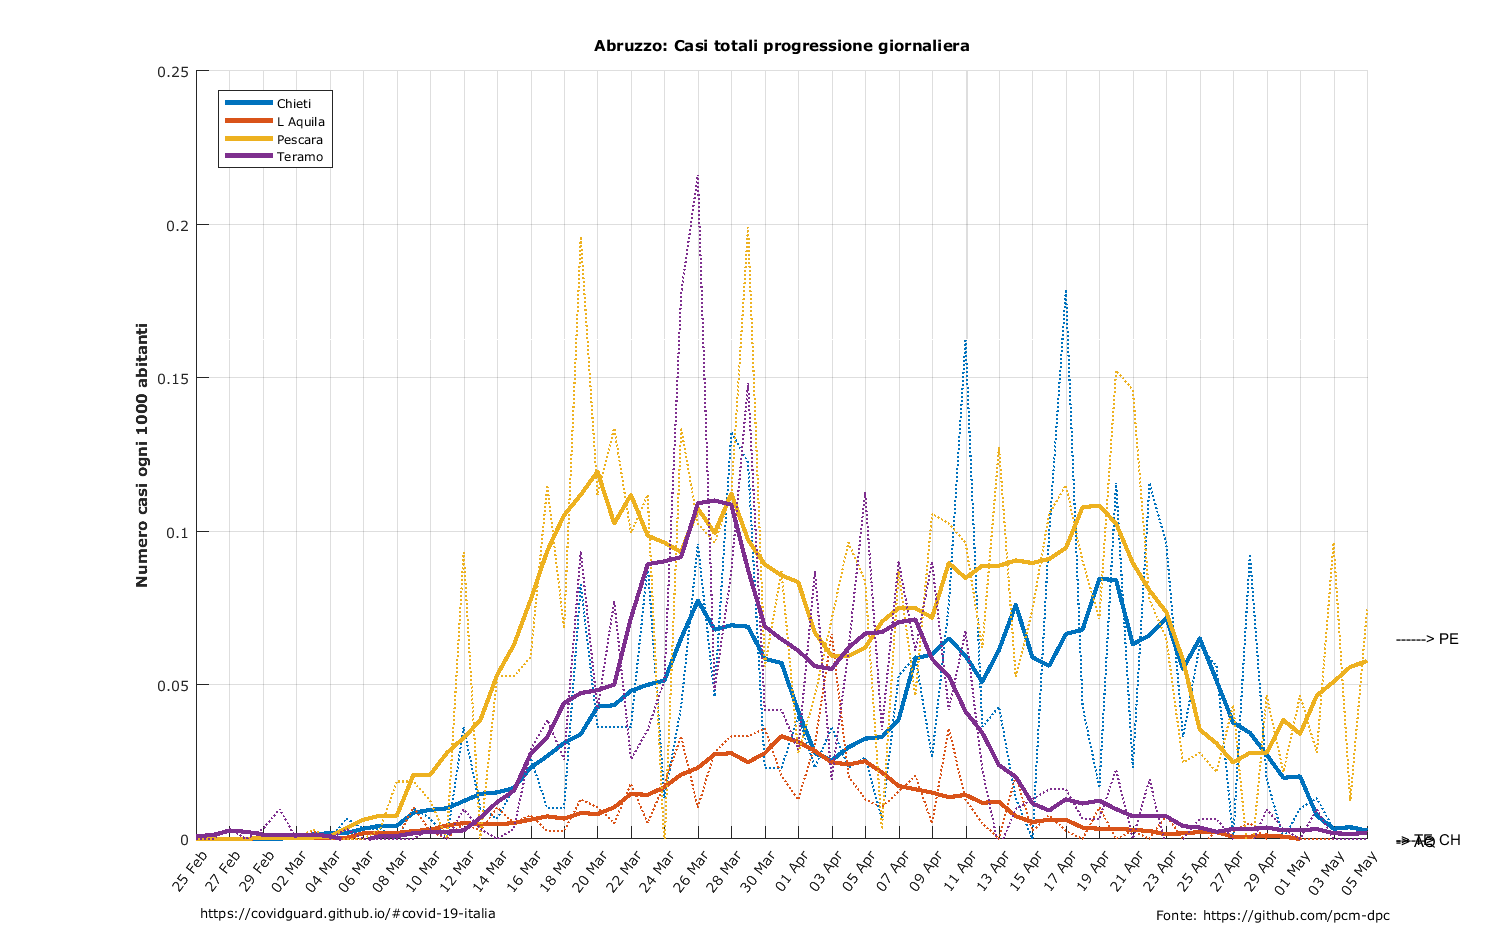 Abruzzo: Casi totali progressione giornaliera
Numero casi ogni 1000 abitanti
0.25
0.2
0.15
0.1
0.05
0
Chieti
L Aquila
Pescara
Teramo
------> PE
CH
25 Feb
27 Feb
29 Feb
02 Mar
04 Mar
06 Mar
08 Mar
10 Mar
12 Mar
14 Mar
16 Mar
18 Mar
20 Mar
22 Mar
24 Mar
26 Mar
28 Mar
30 Mar
01 Apr
03 Apr
05 Apr
07 Apr
09 Apr
11 Apr
13 Apr
15 Apr
17 Apr
19 Apr
21 Apr
23 Apr
25 Apr
27 Apr
29 Apr
01 May
03 May
05 May
https://covidguard.github.io/#covid-19-italia
Fonte: https://github.com/pcm-dpc